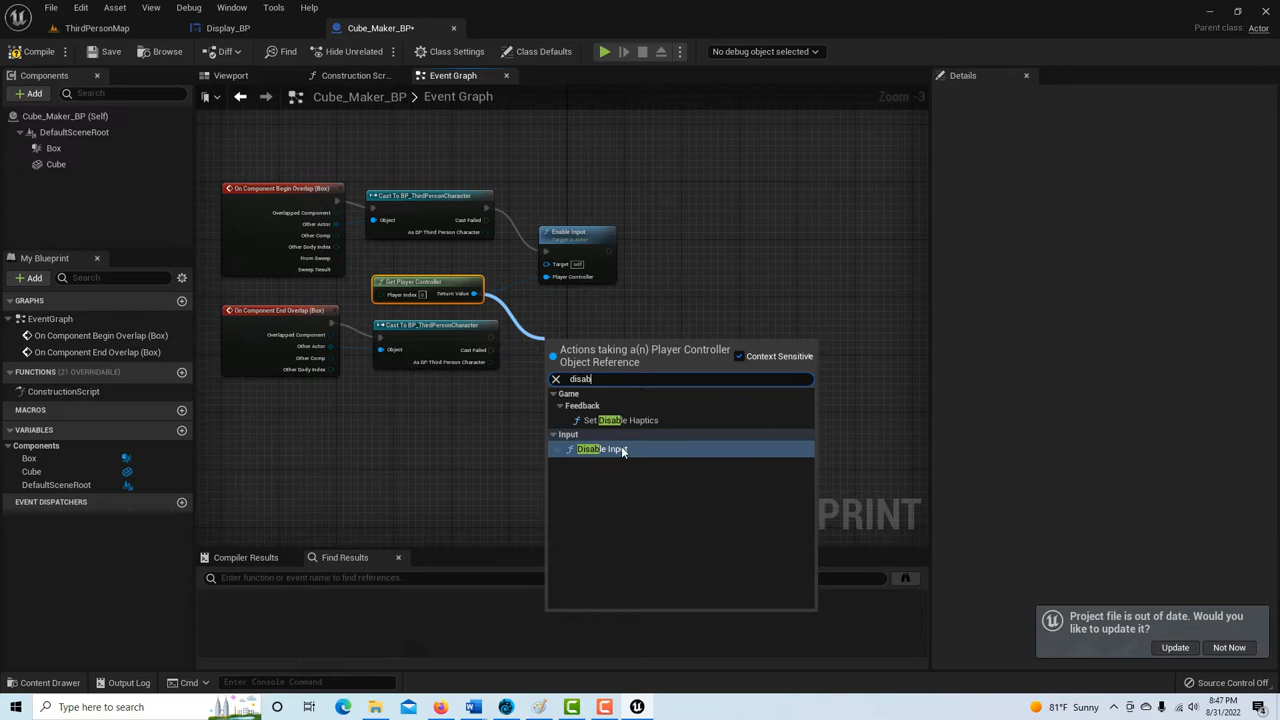 Edit Asset View Debug Window Tools Help
ThirdPersonMap Display_BP Cube_Maker_BP* Parent class: Actor
Compile Save Browse Diff Find Hide Unrelated Class Settings Class Defaults No debug object selected
Components Viewport Construction Scr... Event Graph Details
+ Add Search Cube_Maker_BP > Event Graph Zoom -3
Cube_Maker_BP (Self)
DefaultSceneRoot
Box
Cube
My Blueprint
+ Add Search
GRAPHS
EventGraph
On Component Begin Overlap (Box)
On Component End Overlap (Box)
FUNCTIONS (21 OVERRIDABLE)
ConstructionScript
MACROS
VARIABLES
Components
Box
Cube
DefaultSceneRoot
EVENT DISPATCHERS
On Component Begin Overlap (Box)
Overlapped Component
Other Actor
Other Comp
Other Body Index
From Sweep
Sweep Result
Cast To BP_ThirdPersonCharacter
Object Cast Failed
As BP Third Person Character
Enable Input
Target is Actor
Target self
Player Controller
Get Player Controller
Player Index 0 Return Value
On Component End Overlap (Box)
Overlapped Component
Other Actor
Other Comp
Other Body Index
Cast To BP_ThirdPersonCharacter
Object Cast Failed
As BP Third Person Character
Actions taking a(n) Player Controller
Object Reference
Context Sensitive
disab
Game
Feedback
Set Disable Haptics
Input
Disable Input
PRINT
Compiler Results Find Results
Enter function or event name to find references...
Project file is out of date. Would you
like to update it?
Update Not Now
Content Drawer Output Log Cmd Enter Console Command Source Control Off
Type here to search 81°F Sunny 8:47 PM
8/31/2022